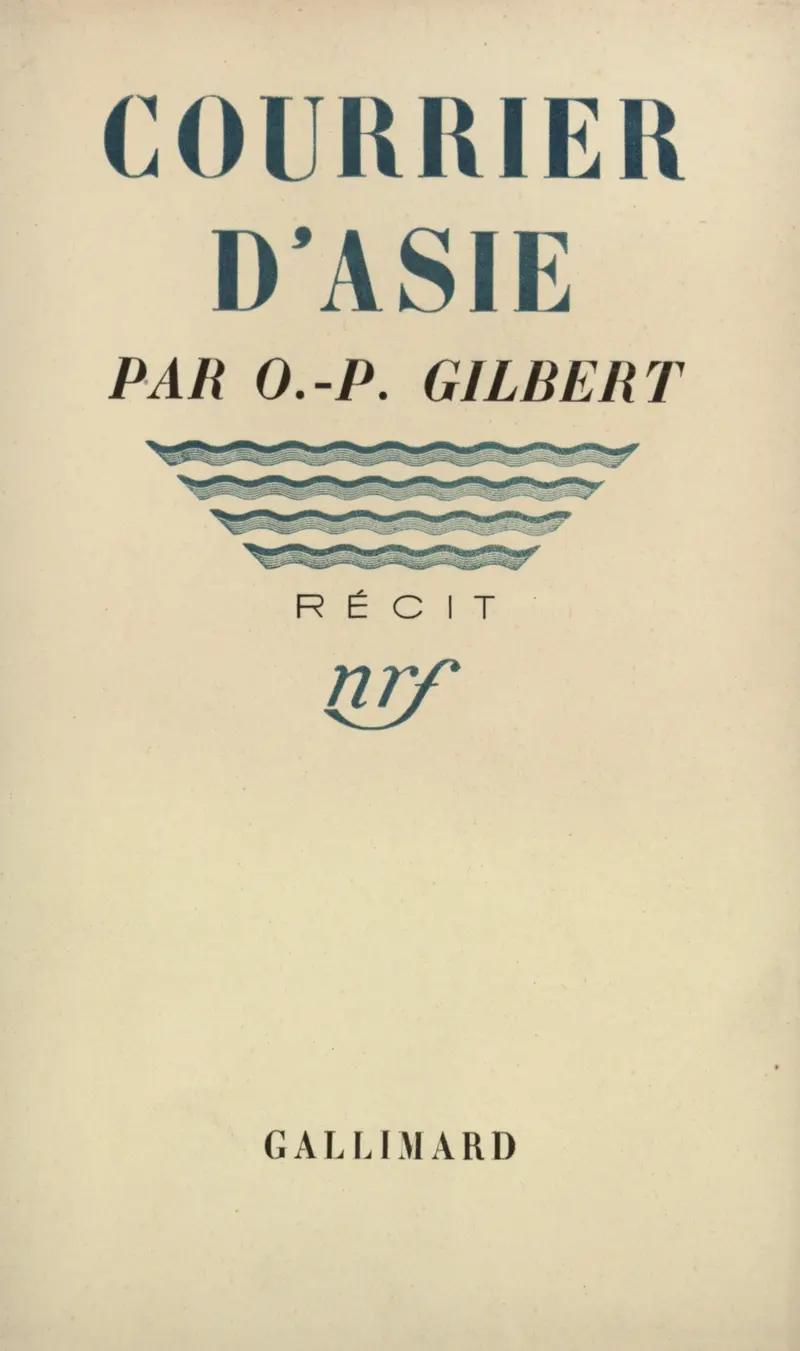 COURRIER
D'ASIE
PAR O.-P. GILBERT
RÉCIT
nrf
GALLIMARD